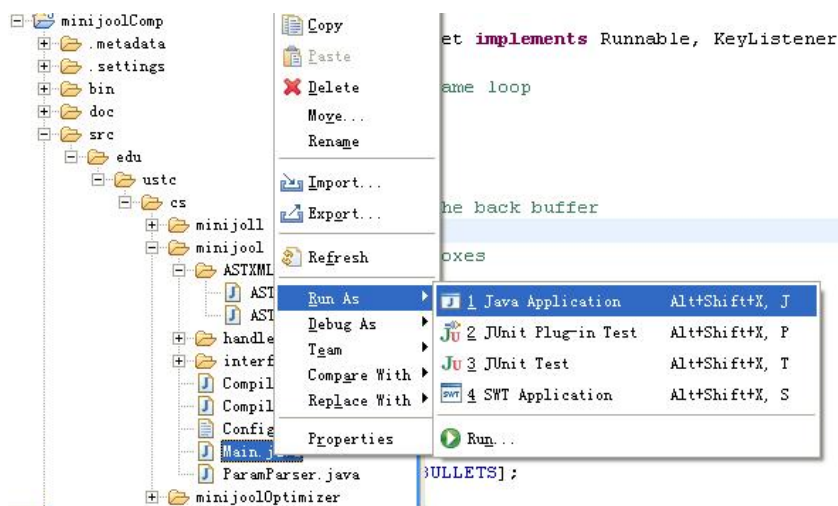 minijoolComp
.metadata
.settings
bin
doc
src
edu
ustc
cs
minijoll
minijool
ASTXML
AST
AST
handle
interf
Compil
Compil
Config
Main.j
ParamParser.java
minijoolOptimizer
Copy
Paste
Delete
Move...
Rename
Import...
Export...
Refresh
Run As
Debug As
Team
Compare With
Replace With
Properties
1 Java Application Alt+Shift+X, J
2 JUnit Plug-in Test Alt+Shift+X, P
3 JUnit Test Alt+Shift+X, T
4 SWT Application Alt+Shift+X, S
Run...
et implements Runnable, KeyListener
ame loop
he back buffer
oxes
BULLETS];